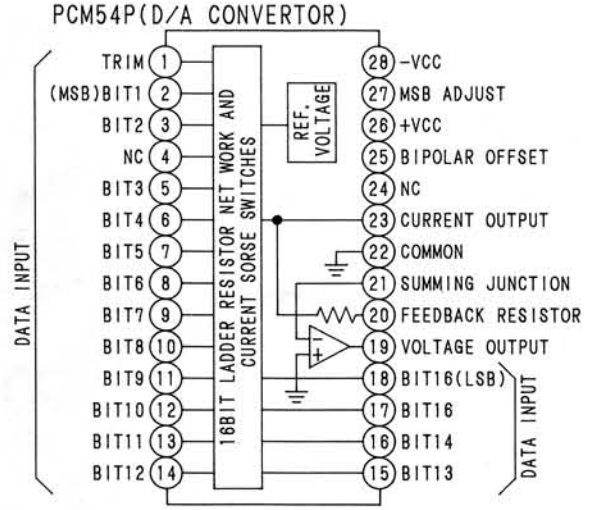 PCM54P(D/A CONVERTOR)
TRIM 1
(MSB)BIT1 2
BIT2 3
NC 4
BIT3 5
BIT4 6
BIT5 7
BIT6 8
BIT7 9
BIT8 10
BIT9 11
BIT10 12
BIT11 13
BIT12 14
DATA INPUT
16BIT LADDER RESISTOR NET WORK AND
CURRENT SORSE SWITCHES
REF.
VOLTAGE
28 -VCC
27 MSB ADJUST
26 +VCC
25 BIPOLAR OFFSET
24 NC
23 CURRENT OUTPUT
22 COMMON
21 SUMMING JUNCTION
20 FEEDBACK RESISTOR
19 VOLTAGE OUTPUT
18 BIT16(LSB)
17 BIT16
16 BIT14
15 BIT13
DATA INPUT
-
+